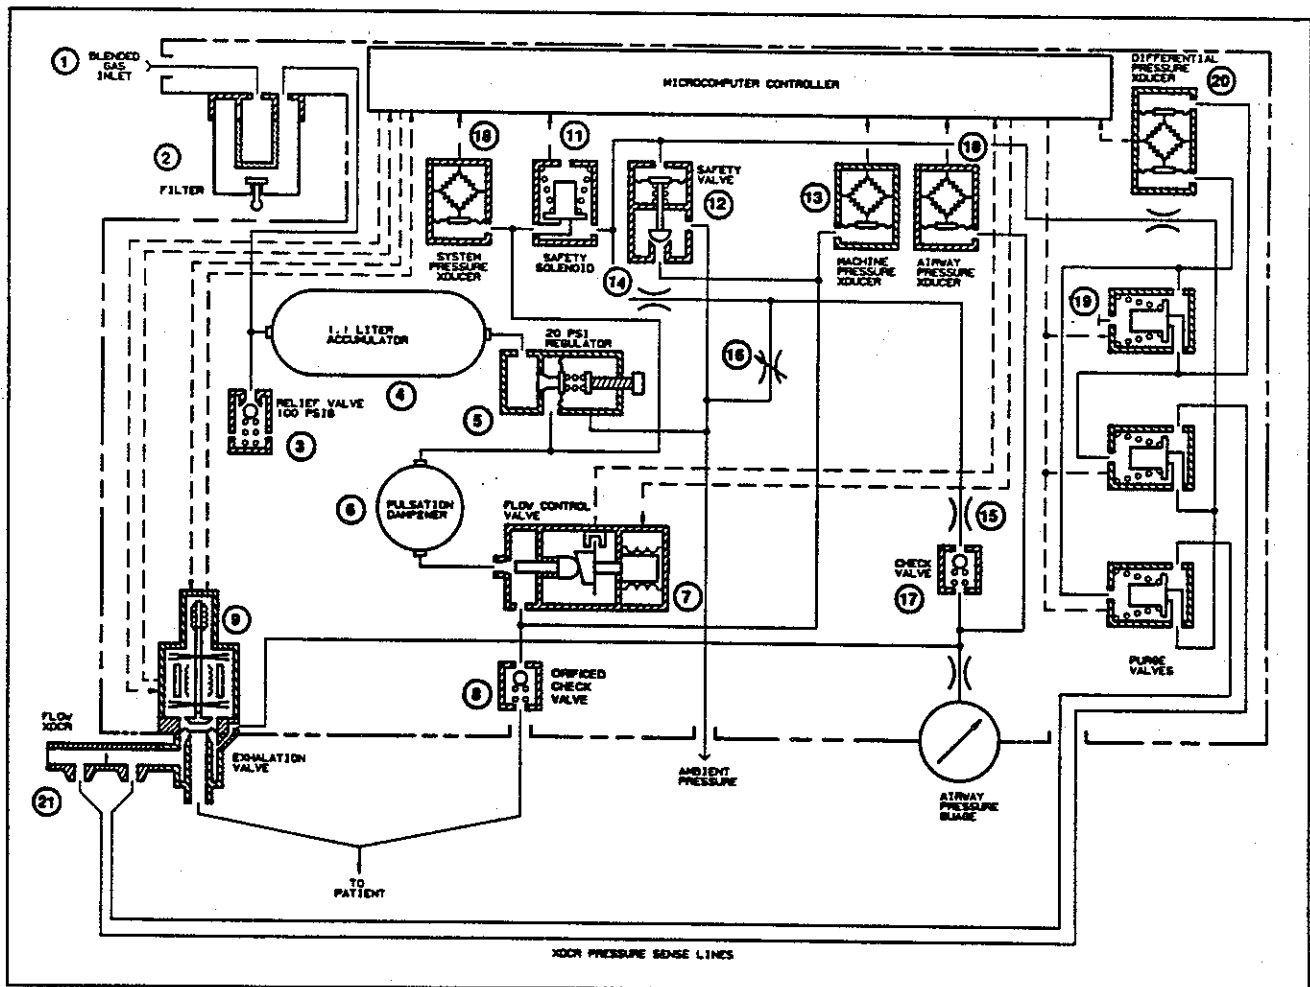 1
BLENDED
GAS
INLET
2
FILTER
MICROCOMPUTER CONTROLLER
DIFFERENTIAL
PRESSURE
XDUCER
20
18
SYSTEM
PRESSURE
XDUCER
11
SAFETY
SOLENOID
SAFETY
VALVE
12
13
MACHINE
PRESSURE
XDUCER
18
AIRWAY
PRESSURE
XDUCER
14
1.1 LITER
ACCUMULATOR
4
20 PSI
REGULATOR
5
16
19
RELIEF VALVE
100 PSIG
3
6
PULSATION
DAMPENER
FLOW CONTROL
VALVE
7
15
CHECK
VALVE
17
9
8
ORIFICED
CHECK
VALVE
PURGE
VALVES
FLOW
XDCR
EXHALATION
VALVE
21
AMBIENT
PRESSURE
AIRWAY
PRESSURE
GUAGE
TO
PATIENT
XDCR PRESSURE SENSE LINES